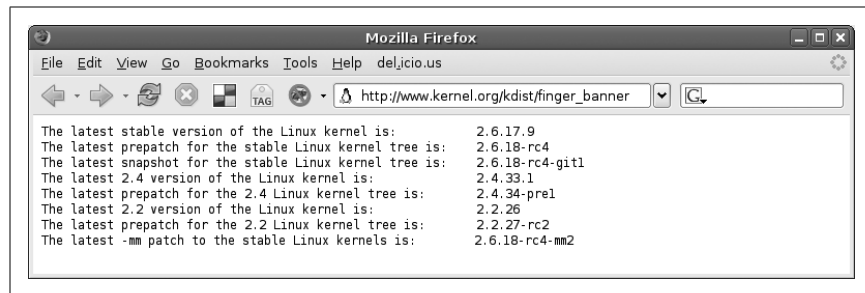 Mozilla Firefox
File Edit View Go Bookmarks Tools Help del.icio.us
TAG http://www.kernel.org/kdist/finger_banner G
The latest stable version of the Linux kernel is: 2.6.17.9
The latest prepatch for the stable Linux kernel tree is: 2.6.18-rc4
The latest snapshot for the stable Linux kernel tree is: 2.6.18-rc4-git1
The latest 2.4 version of the Linux kernel is: 2.4.33.1
The latest prepatch for the 2.4 Linux kernel tree is: 2.4.34-pre1
The latest 2.2 version of the Linux kernel is: 2.2.26
The latest prepatch for the 2.2 Linux kernel tree is: 2.2.27-rc2
The latest -mm patch to the stable Linux kernels is: 2.6.18-rc4-mm2